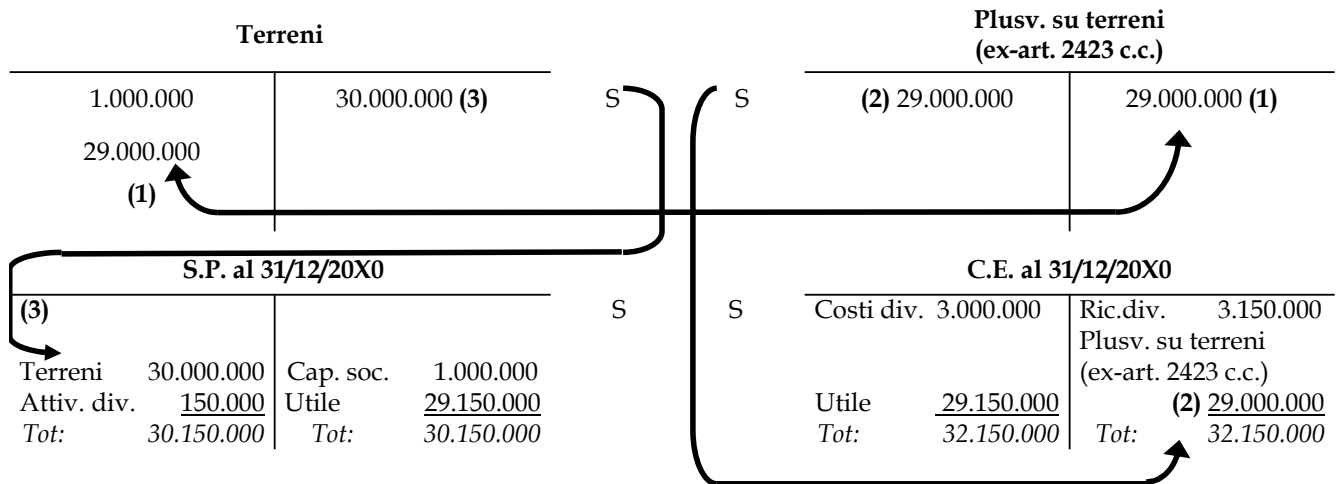 Terreni
Plusv. su terreni
(ex-art. 2423 c.c.)
1.000.000 30.000.000 (3) S S (2) 29.000.000 29.000.000 (1)
29.000.000
(1)
S.P. al 31/12/20X0 C.E. al 31/12/20X0
(3) S S Costi div. 3.000.000 Ric.div. 3.150.000
Plusv. su terreni
Terreni 30.000.000 Cap. soc. 1.000.000 (ex-art. 2423 c.c.)
Attiv. div. 150.000 Utile 29.150.000 Utile 29.150.000 (2) 29.000.000
Tot: 30.150.000 Tot: 30.150.000 Tot: 32.150.000 Tot: 32.150.000